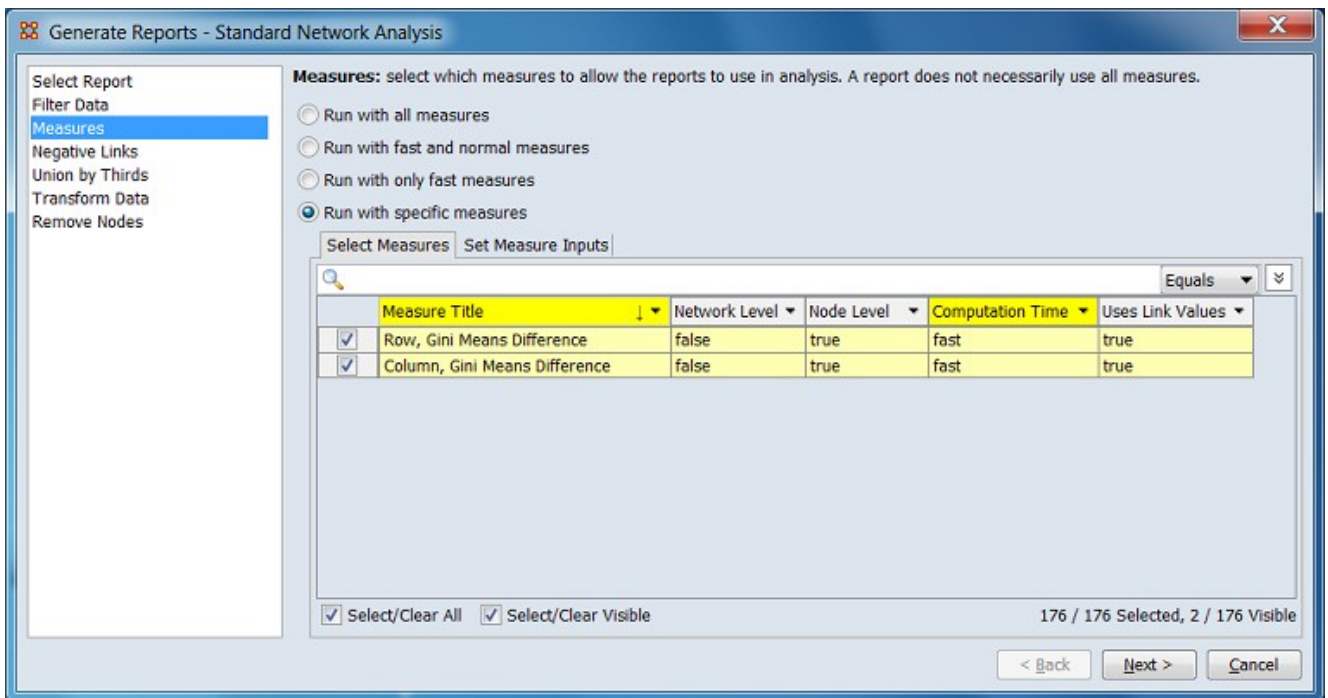 Generate Reports - Standard Network Analysis
Select Report
Filter Data
Measures
Negative Links
Union by Thirds
Transform Data
Remove Nodes
Measures: select which measures to allow the reports to use in analysis. A report does not necessarily use all measures.
Run with all measures
Run with fast and normal measures
Run with only fast measures
Run with specific measures
Select Measures Set Measure Inputs
Equals
Measure Title Network Level Node Level Computation Time Uses Link Values
Row, Gini Means Difference false true fast true
Column, Gini Means Difference false true fast true
Select/Clear All Select/Clear Visible 176 / 176 Selected, 2 / 176 Visible
< Back Next > Cancel